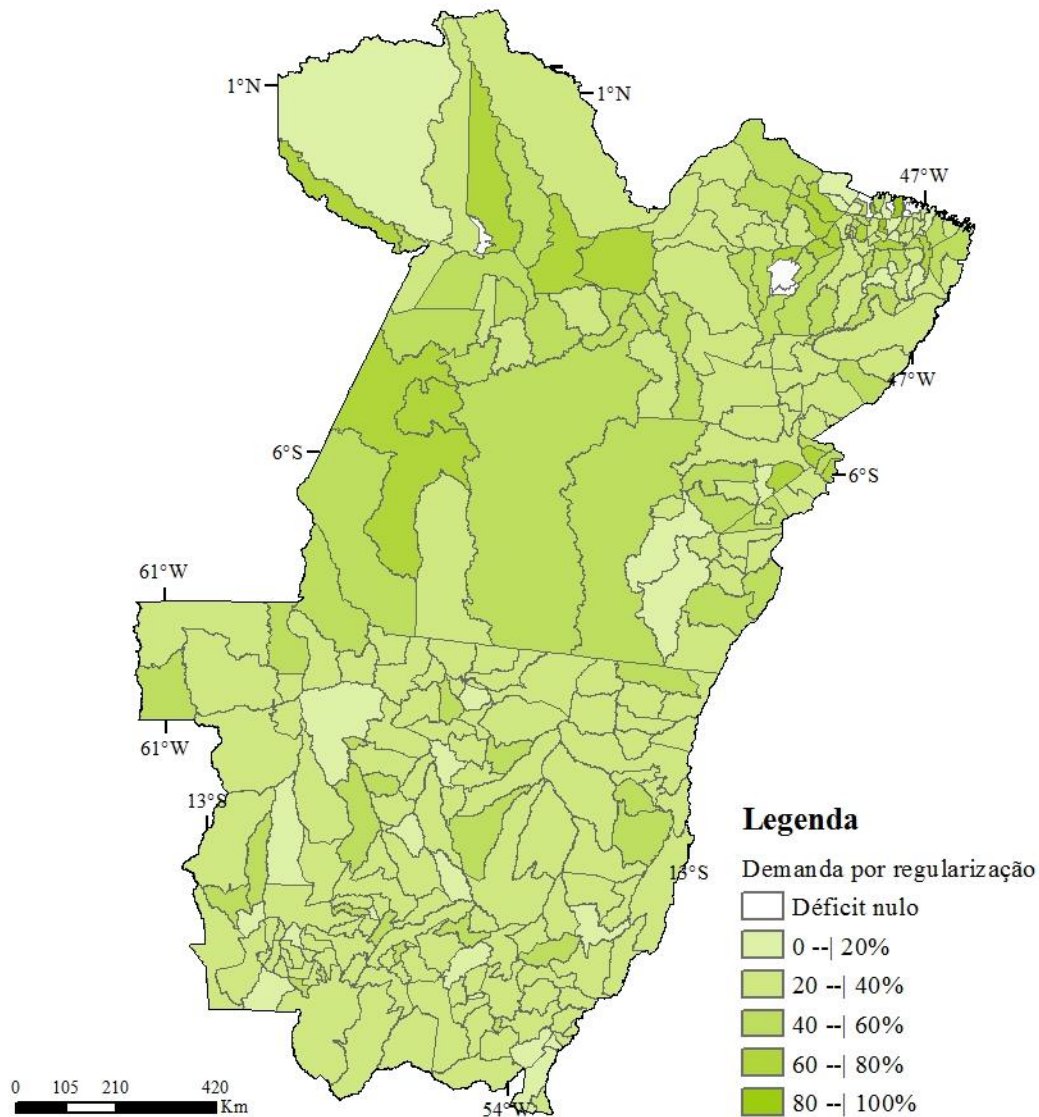 1°N
1°N
47°W
47°W
6°S
6°S
61°W
61°W
13°S
13°S
54°W
Legenda
Demanda por regularização
Déficit nulo
0 --| 20%
20 --| 40%
40 --| 60%
60 --| 80%
80 --| 100%
0 105 210 420
Km